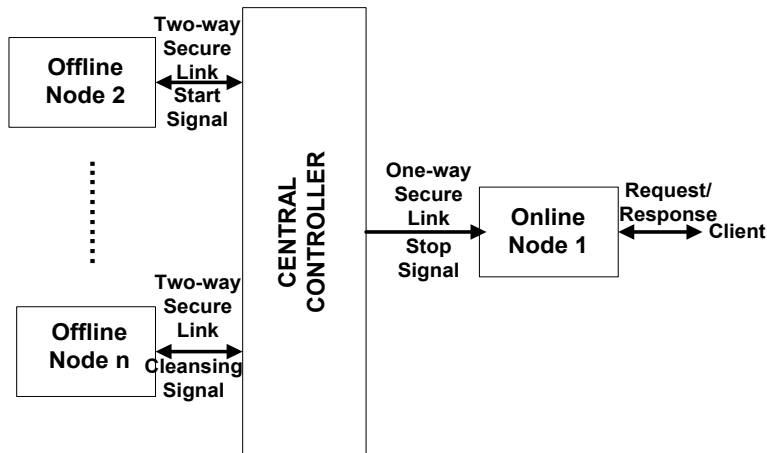 Offline
Node 2
Two-way
Secure
Link
Start
Signal
Offline
Node n
Two-way
Secure
Link
Cleansing
Signal
CENTRAL
CONTROLLER
One-way
Secure
Link
Stop
Signal
Online
Node 1
Request/
Response
Client